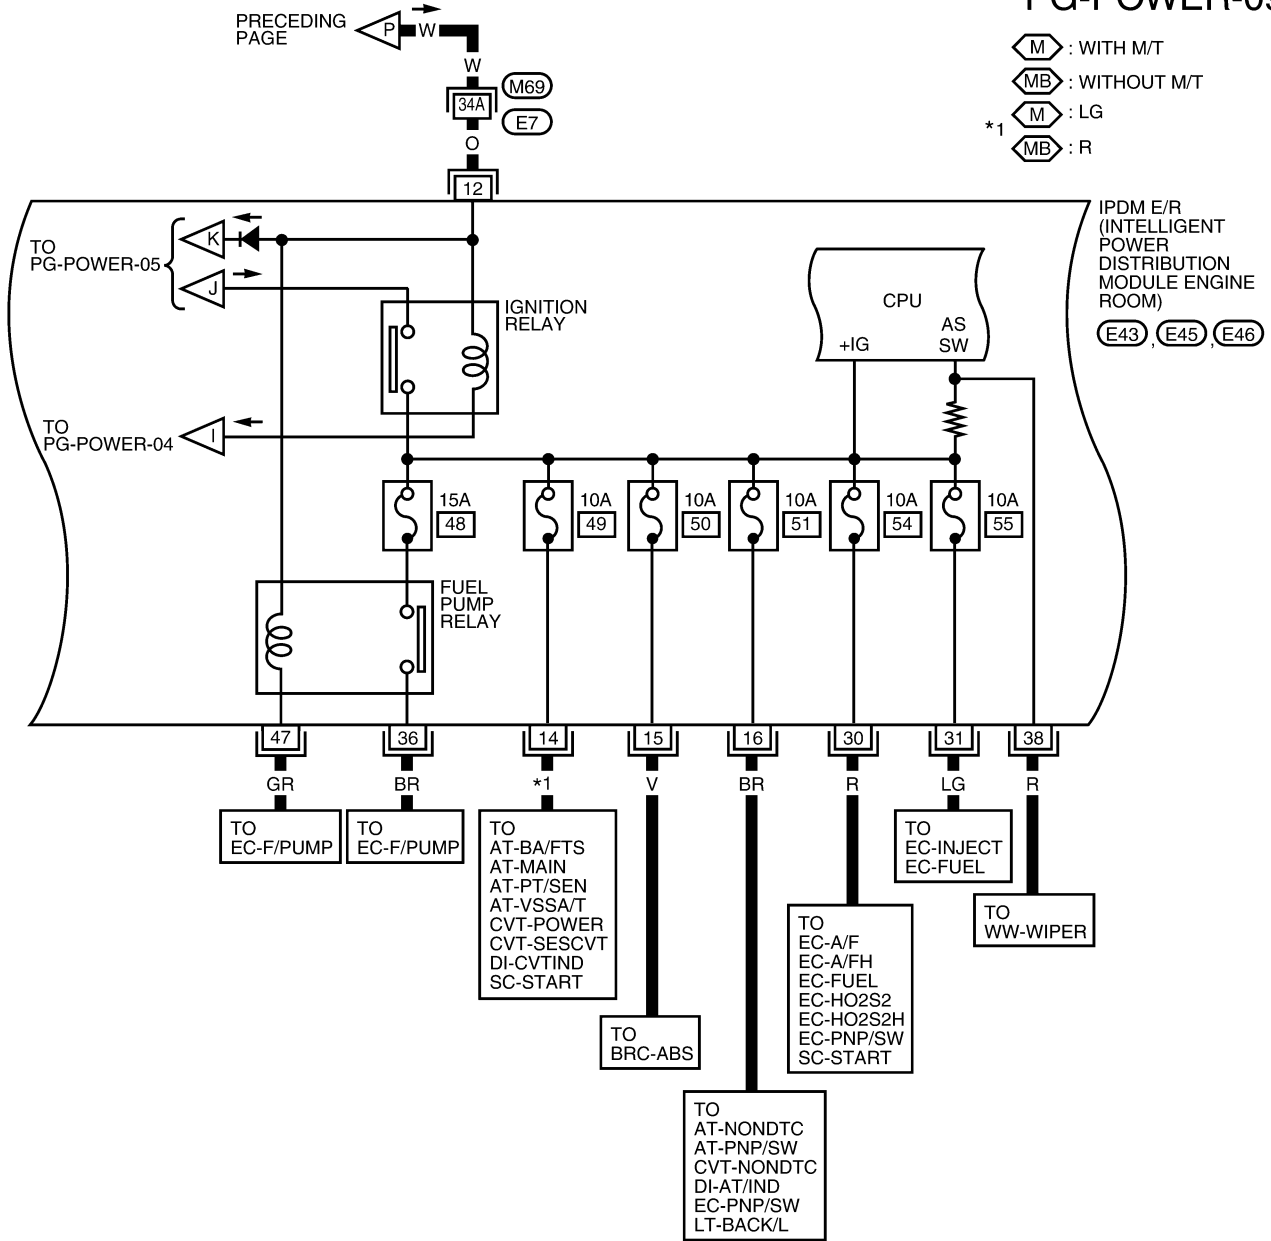 PG-POWER-05
PRECEDING
PAGE
P
W
W
M69
34A
E7
O
12
M : WITH M/T
MB : WITHOUT M/T
*1
M : LG
MB : R
IPDM E/R
(INTELLIGENT
POWER
DISTRIBUTION
MODULE ENGINE
ROOM)
E43 , E45 , E46
TO
PG-POWER-05
K
J
IGNITION
RELAY
CPU
+IG
AS
SW
TO
PG-POWER-04
I
15A
48
10A
49
10A
50
10A
51
10A
54
10A
55
FUEL
PUMP
RELAY
47
36
14
15
16
30
31
38
GR
BR
*1
V
BR
R
LG
R
TO
EC-F/PUMP
TO
EC-F/PUMP
TO
AT-BA/FTS
AT-MAIN
AT-PT/SEN
AT-VSSA/T
CVT-POWER
CVT-SESCVT
DI-CVTIND
SC-START
TO
BRC-ABS
TO
AT-NONDTC
AT-PNP/SW
CVT-NONDTC
DI-AT/IND
EC-PNP/SW
LT-BACK/L
TO
EC-A/F
EC-A/FH
EC-FUEL
EC-HO2S2
EC-HO2S2H
EC-PNP/SW
SC-START
TO
EC-INJECT
EC-FUEL
TO
WW-WIPER